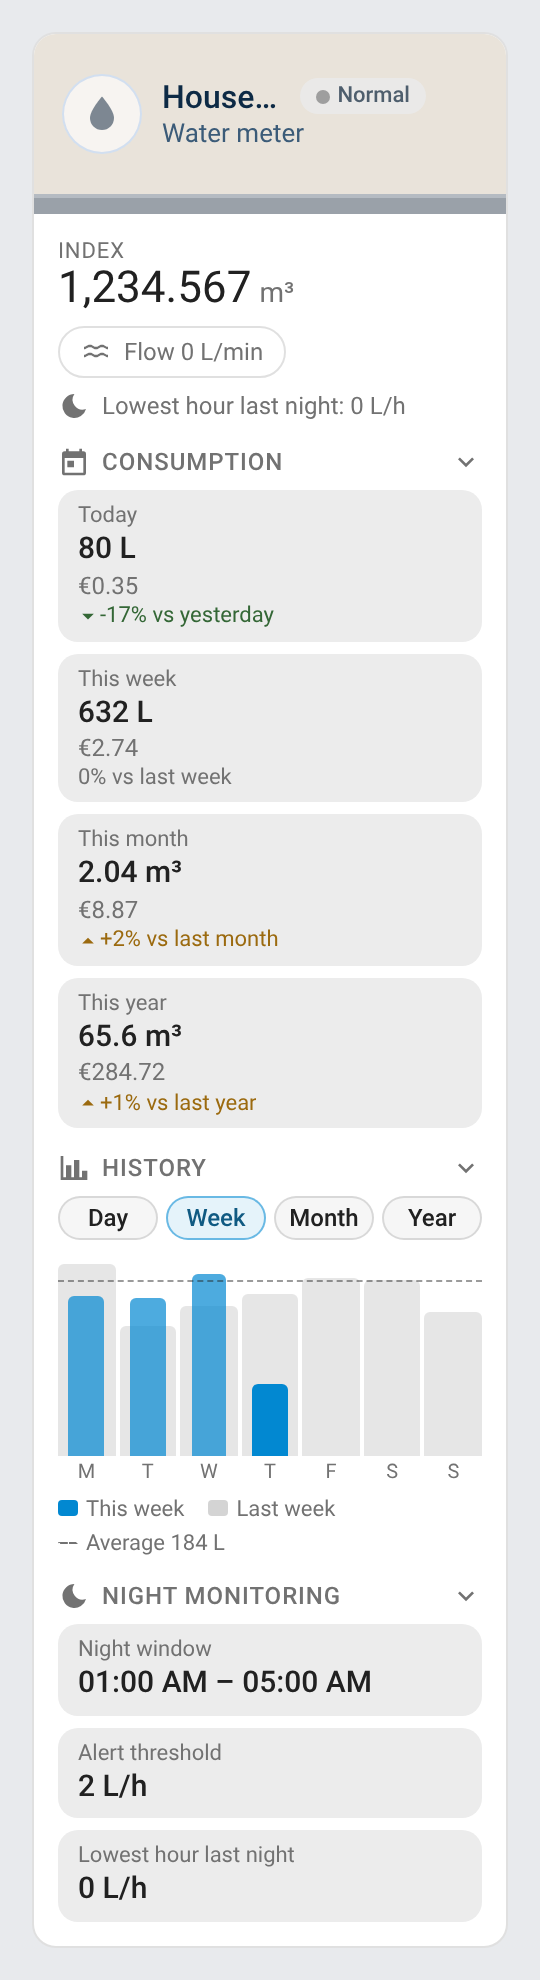 House...
Normal
Water meter
INDEX
1,234.567 m³
Flow 0 L/min
Lowest hour last night: 0 L/h
CONSUMPTION
Today
80 L
€0.35
-17% vs yesterday
This week
632 L
€2.74
0% vs last week
This month
2.04 m³
€8.87
+2% vs last month
This year
65.6 m³
€284.72
+1% vs last year
HISTORY
Day Week Month Year
M T W T F S S
This week Last week
Average 184 L
NIGHT MONITORING
Night window
01:00 AM – 05:00 AM
Alert threshold
2 L/h
Lowest hour last night
0 L/h